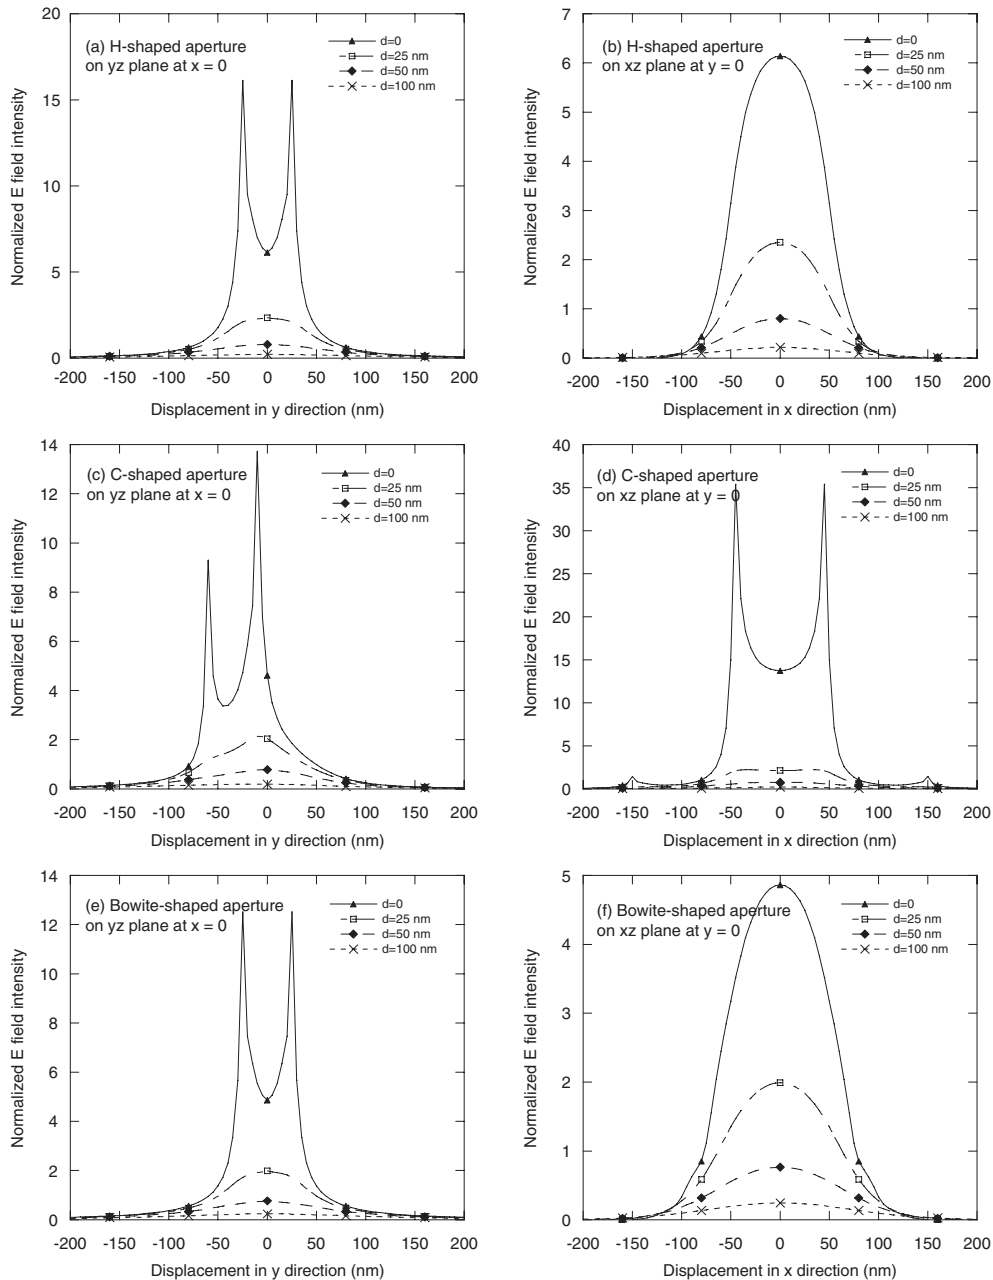 20
15
10
5
0
-200 -150 -100 -50 0 50 100 150 200
Normalized E field intensity
Displacement in y direction (nm)
(a) H-shaped aperture
on yz plane at x = 0
d=0
d=25 nm
d=50 nm
d=100 nm
7
6
5
4
3
2
1
0
-200 -150 -100 -50 0 50 100 150 200
Normalized E field intensity
Displacement in x direction (nm)
(b) H-shaped aperture
on xz plane at y = 0
d=0
d=25 nm
d=50 nm
d=100 nm
14
12
10
8
6
4
2
0
-200 -150 -100 -50 0 50 100 150 200
Normalized E field intensity
Displacement in y direction (nm)
(c) C-shaped aperture
on yz plane at x = 0
d=0
d=25 nm
d=50 nm
d=100 nm
40
35
30
25
20
15
10
5
0
-200 -150 -100 -50 0 50 100 150 200
Normalized E field intensity
Displacement in x direction (nm)
(d) C-shaped aperture
on xz plane at y = 0
d=0
d=25 nm
d=50 nm
d=100 nm
14
12
10
8
6
4
2
0
-200 -150 -100 -50 0 50 100 150 200
Normalized E field intensity
Displacement in y direction (nm)
(e) Bowite-shaped aperture
on yz plane at x = 0
d=0
d=25 nm
d=50 nm
d=100 nm
5
4
3
2
1
0
-200 -150 -100 -50 0 50 100 150 200
Normalized E field intensity
Displacement in x direction (nm)
(f) Bowite-shaped aperture
on xz plane at y = 0
d=0
d=25 nm
d=50 nm
d=100 nm